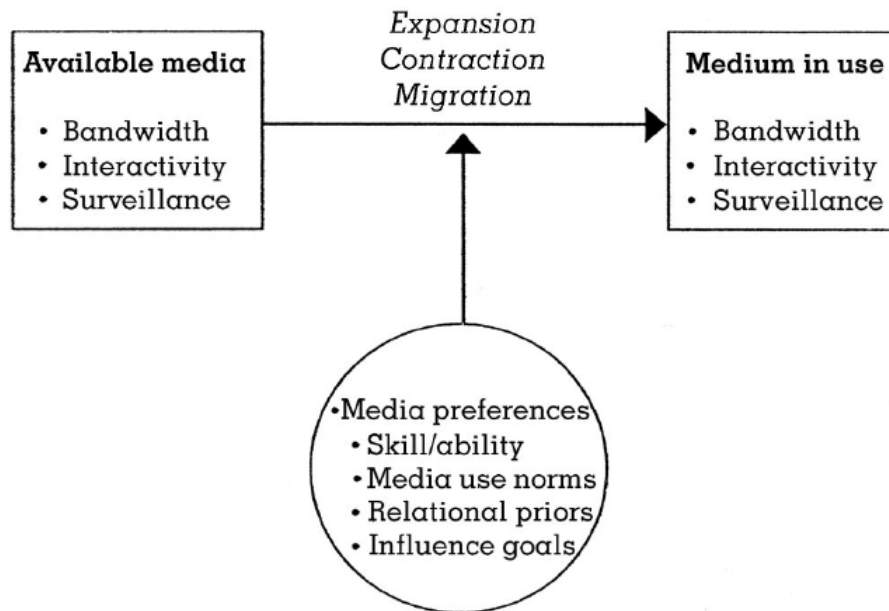 Expansion
Contraction
Migration
Available media
• Bandwidth
• Interactivity
• Surveillance
Medium in use
• Bandwidth
• Interactivity
• Surveillance
•Media preferences
• Skill/ability
• Media use norms
• Relational priors
• Influence goals